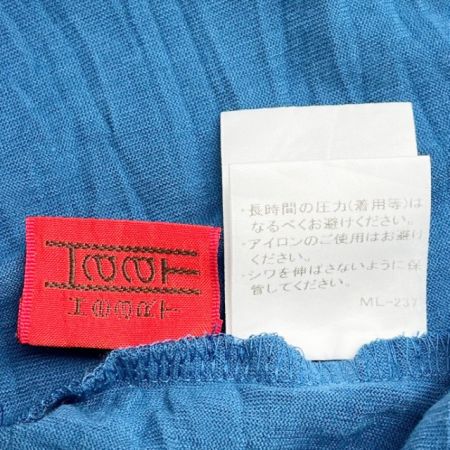 HaaT
HaaT
・長時間の圧力(着用等)は
なるべくお避けください。
・アイロンのご使用はお避け
ください。
・シワを伸ばさないように保
管してください。
ML-237